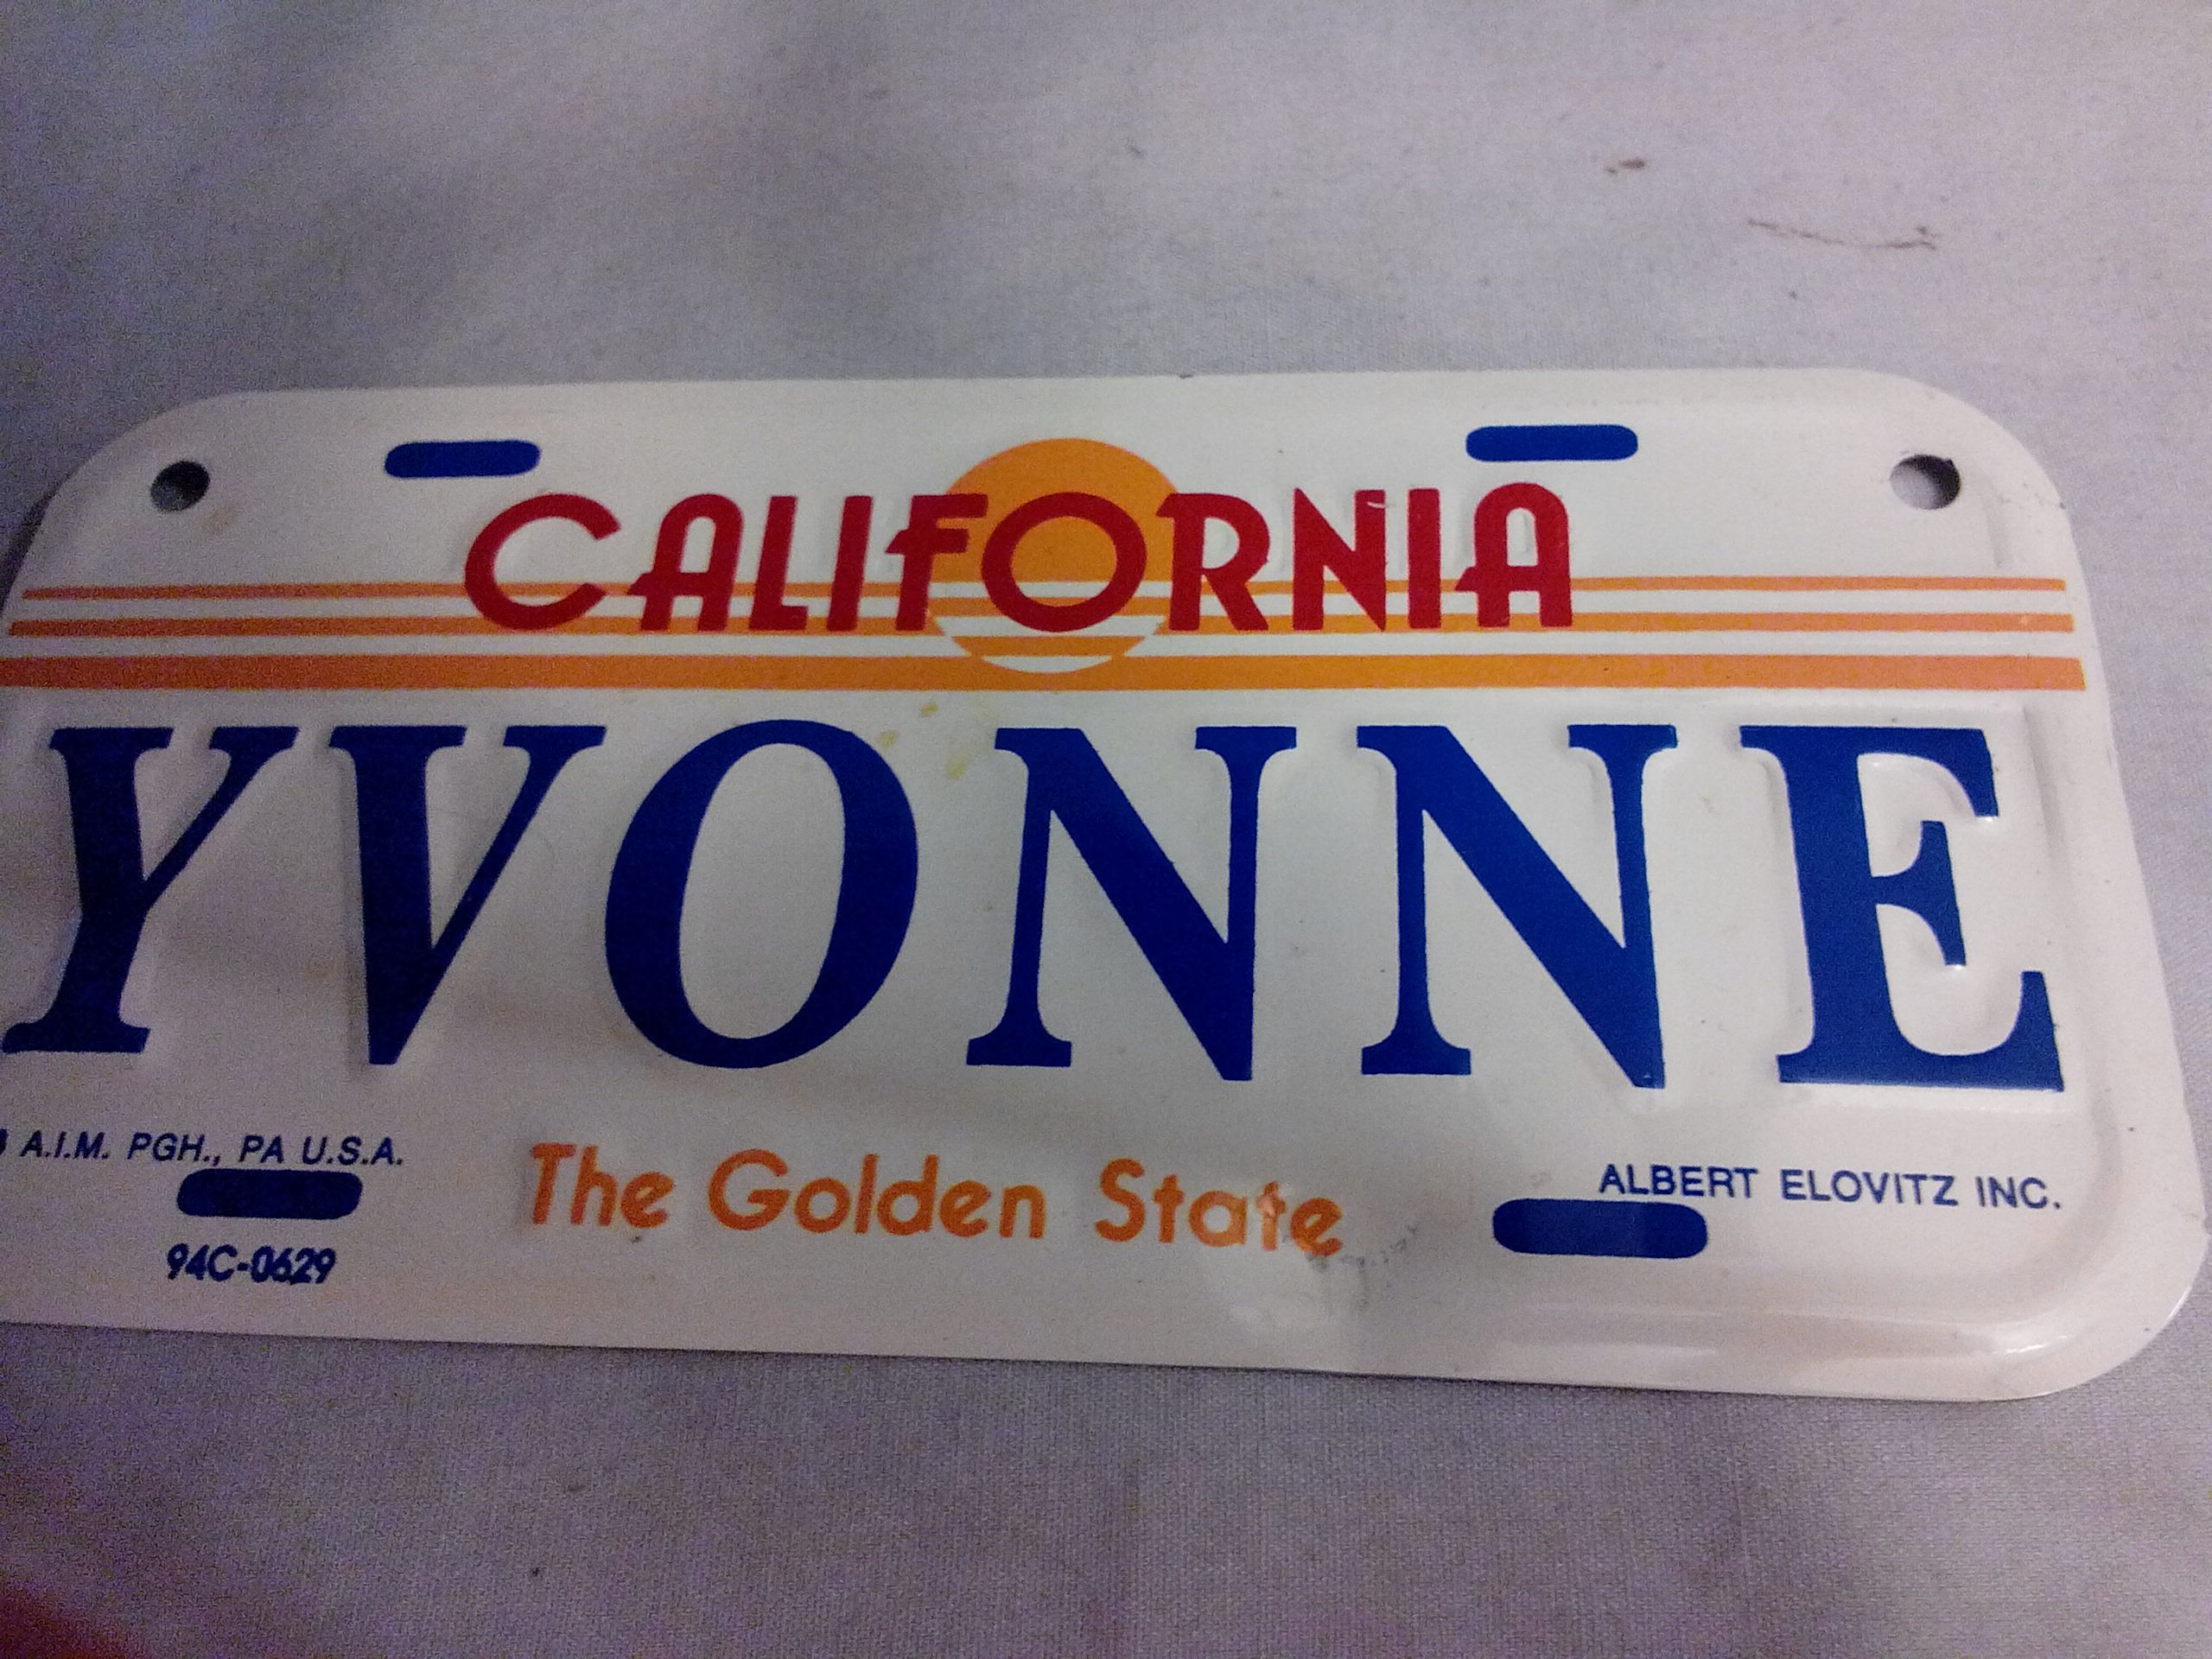 CALIFORNIA
YVONNE
A.I.M. PGH., PA U.S.A.
The Golden State
ALBERT ELOVITZ INC.
94C-0629